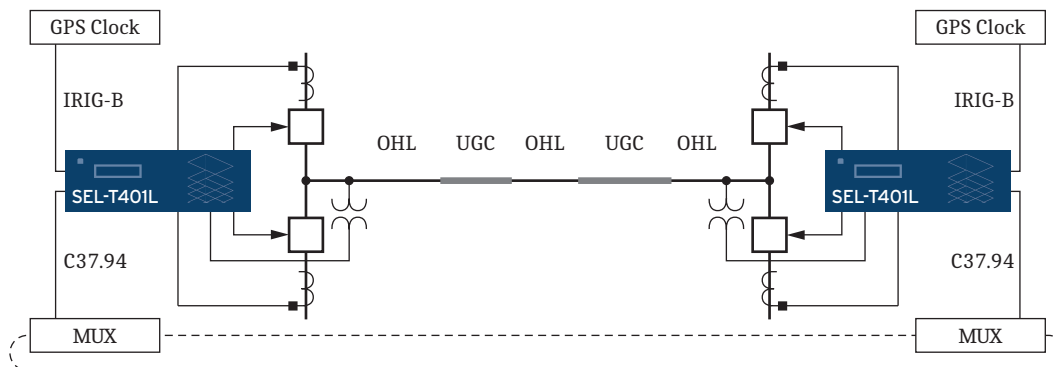 GPS Clock
GPS Clock
IRIG-B
IRIG-B
OHL UGC OHL UGC OHL
SEL-T401L
SEL-T401L
C37.94
C37.94
MUX
MUX